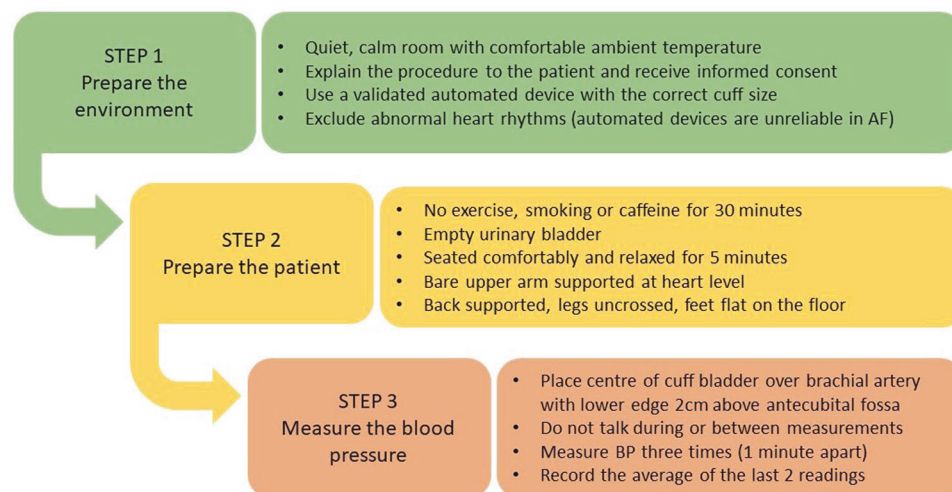 STEP 1
Prepare the
environment
• Quiet, calm room with comfortable ambient temperature
• Explain the procedure to the patient and receive informed consent
• Use a validated automated device with the correct cuff size
• Exclude abnormal heart rhythms (automated devices are unreliable in AF)
STEP 2
Prepare the patient
• No exercise, smoking or caffeine for 30 minutes
• Empty urinary bladder
• Seated comfortably and relaxed for 5 minutes
• Bare upper arm supported at heart level
• Back supported, legs uncrossed, feet flat on the floor
STEP 3
Measure the blood
pressure
• Place centre of cuff bladder over brachial artery
with lower edge 2cm above antecubital fossa
• Do not talk during or between measurements
• Measure BP three times (1 minute apart)
• Record the average of the last 2 readings